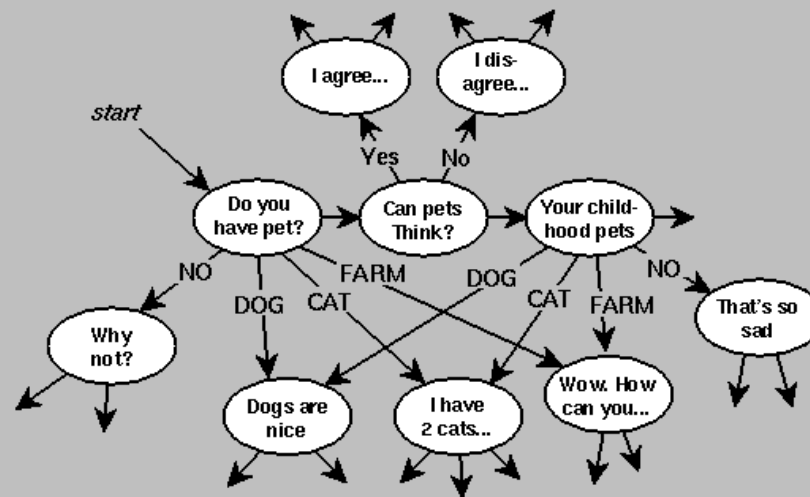 I agree...
I dis-
agree...
start
Yes
No
Do you
have pet?
Can pets
Think?
Your child-
hood pets
NO
DOG
CAT
FARM
DOG
CAT
FARM
NO
Why
not?
That's so
sad
Dogs are
nice
I have
2 cats...
Wow. How
can you...